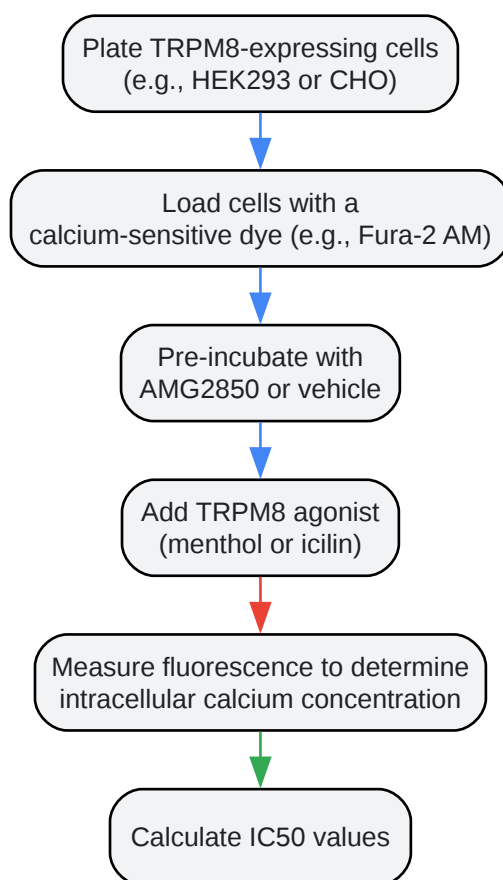 Plate TRPM8-expressing cells
(e.g., HEK293 or CHO)
Load cells with a
calcium-sensitive dye (e.g., Fura-2 AM)
Pre-incubate with
AMG2850 or vehicle
Add TRPM8 agonist
(menthol or icilin)
Measure fluorescence to determine
intracellular calcium concentration
Calculate IC50 values